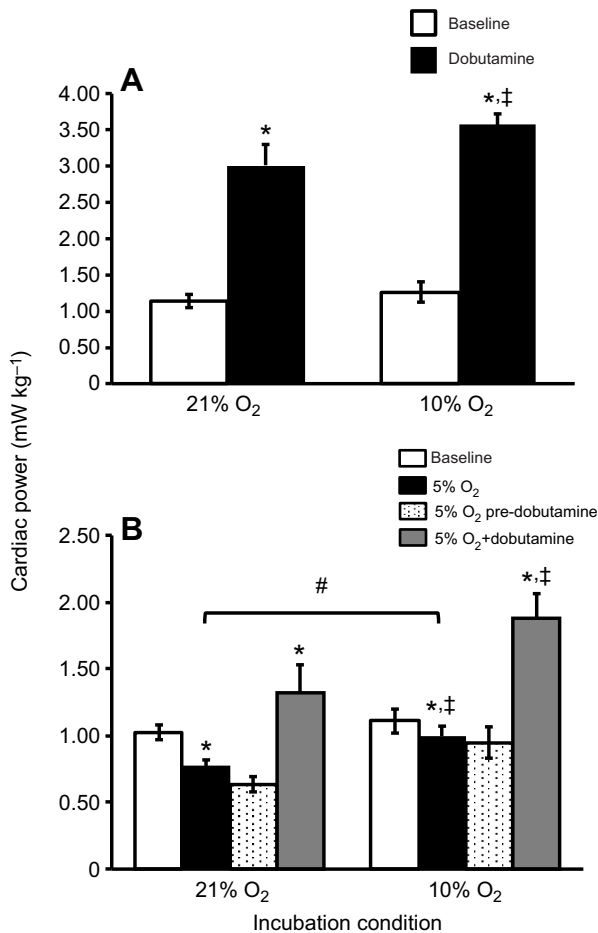 Baseline
Dobutamine
A
4.00
3.50
3.00
2.50
2.00
1.50
1.00
0.50
0
*
*,‡
21% O₂
10% O₂
Cardiac power (mW kg⁻¹)
Baseline
5% O₂
5% O₂ pre-dobutamine
5% O₂+dobutamine
B
2.50
2.00
1.50
1.00
0.50
0
#
*
*
*,‡
*,‡
21% O₂
10% O₂
Incubation condition